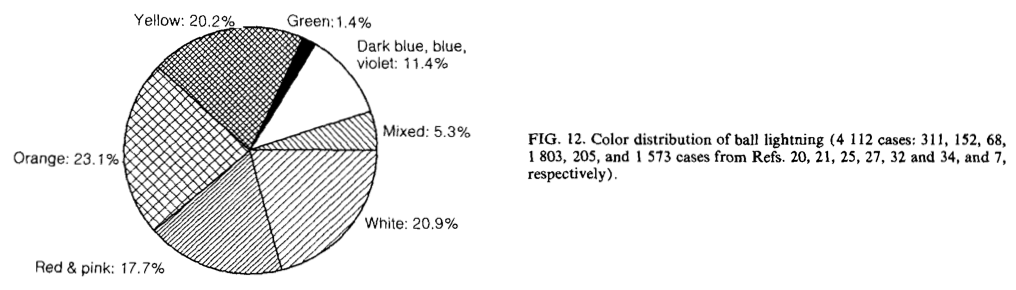 Yellow: 20.2%
Green: 1.4%
Dark blue, blue,
violet: 11.4%
Mixed: 5.3%
Orange: 23.1%
White: 20.9%
Red & pink: 17.7%
FIG. 12. Color distribution of ball lightning (4 112 cases: 311, 152, 68,
1 803, 205, and 1 573 cases from Refs. 20, 21, 25, 27, 32 and 34, and 7,
respectively).